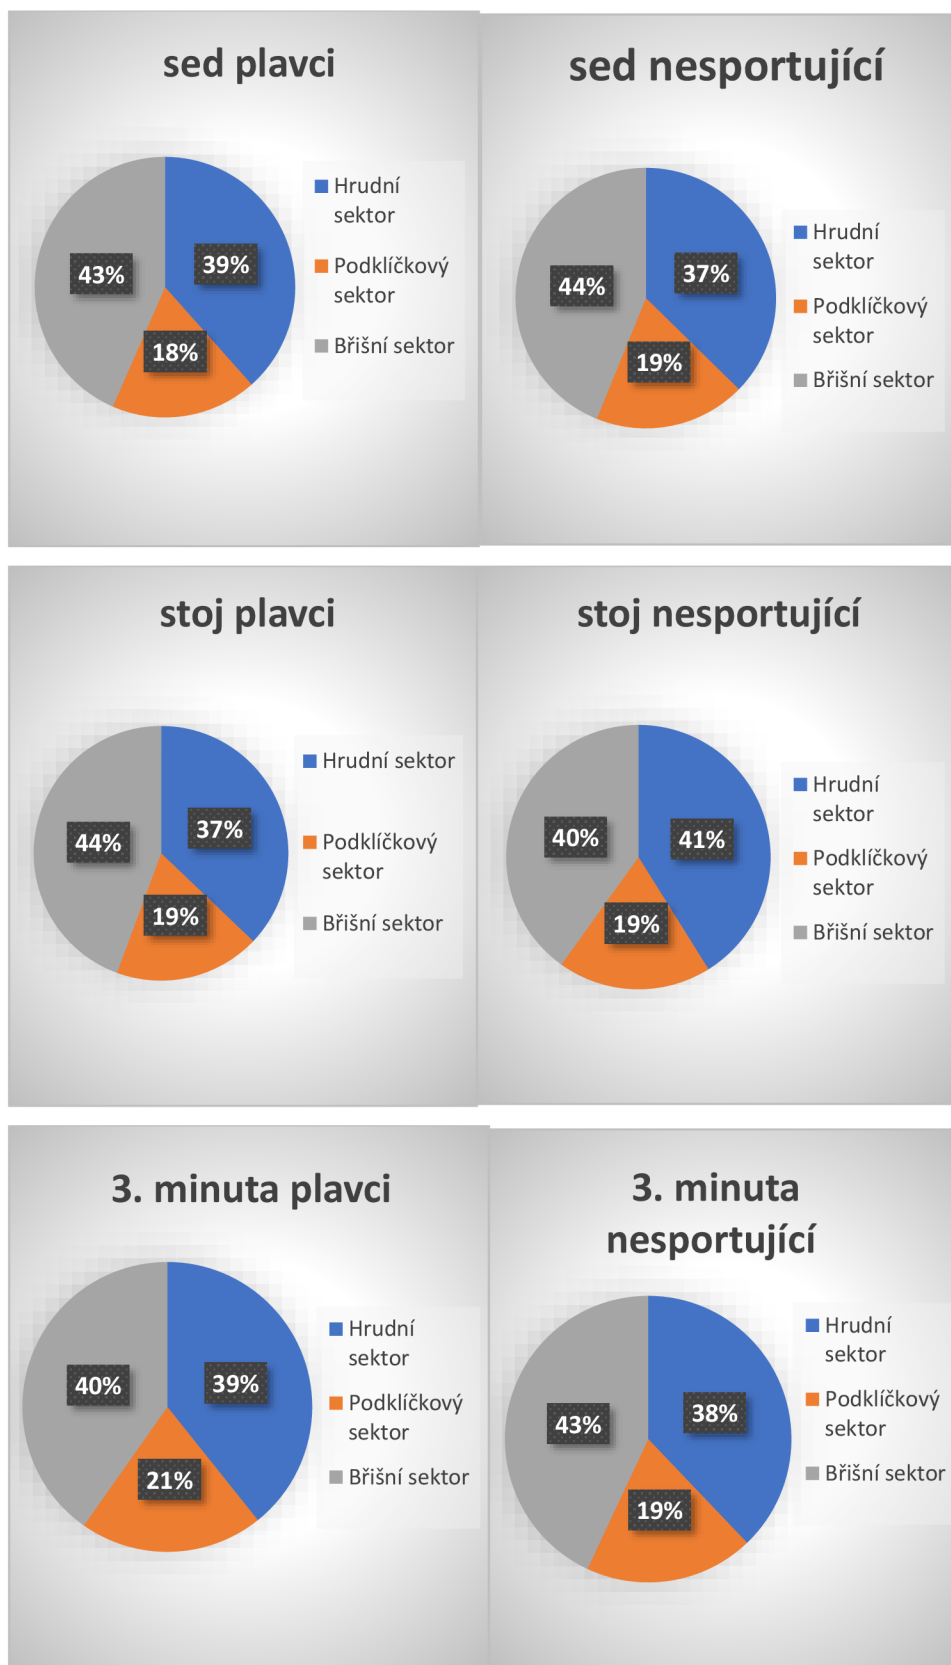 sed plavci
43%
39%
18%
Hrudní
sektor
Podklíčkový
sektor
Břišní sektor
sed nesportující
44%
37%
19%
Hrudní
sektor
Podklíčkový
sektor
Břišní sektor
stoj plavci
44%
37%
19%
Hrudní sektor
Podklíčkový
sektor
Břišní sektor
stoj nesportující
40%
41%
19%
Hrudní
sektor
Podklíčkový
sektor
Břišní sektor
3. minuta plavci
40%
39%
21%
Hrudní
sektor
Podklíčkový
sektor
Břišní sektor
3. minuta
nesportující
43%
38%
19%
Hrudní
sektor
Podklíčkový
sektor
Břišní sektor